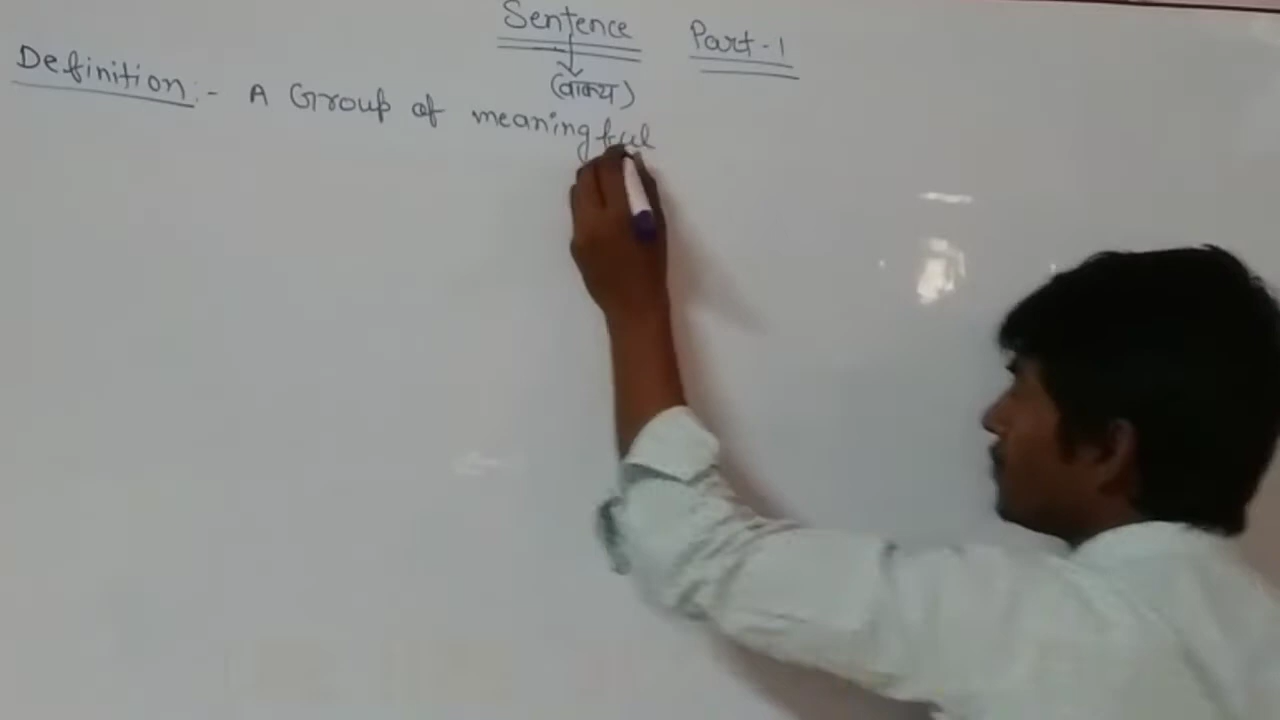 Sentence Part-1
(वाक्य)
Definition:- A Group of meaningful